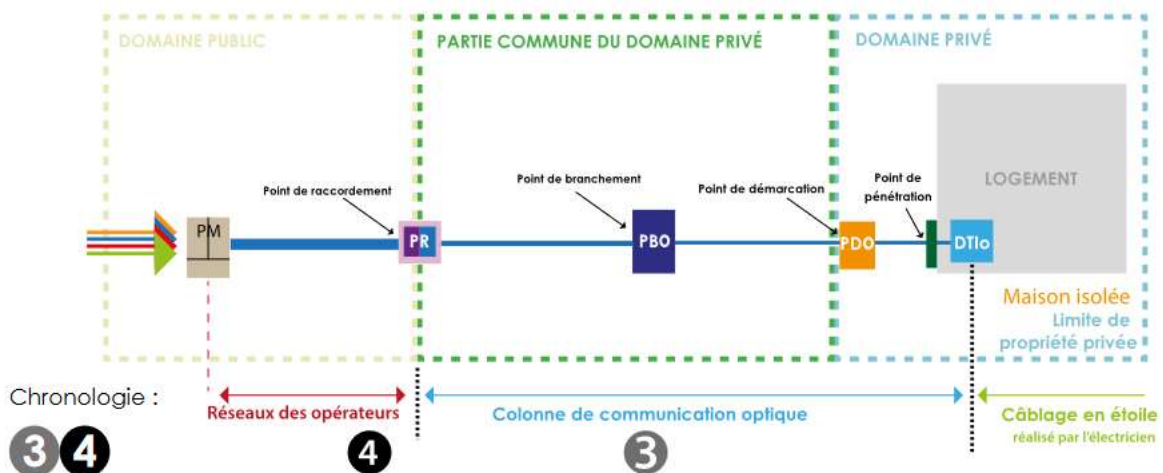 DOMAINE PUBLIC
PARTIE COMMUNE DU DOMAINE PRIVÉ
DOMAINE PRIVÉ
Point de raccordement
Point de branchement
Point de démarcation
Point de
pénétration
LOGEMENT
PM
PR
PBO
PDO
DTIo
Maison isolée
Limite de
propriété privée
Chronologie :
Réseaux des opérateurs
Colonne de communication optique
Câblage en étoile
réalisé par l'électricien
3 4
4
3